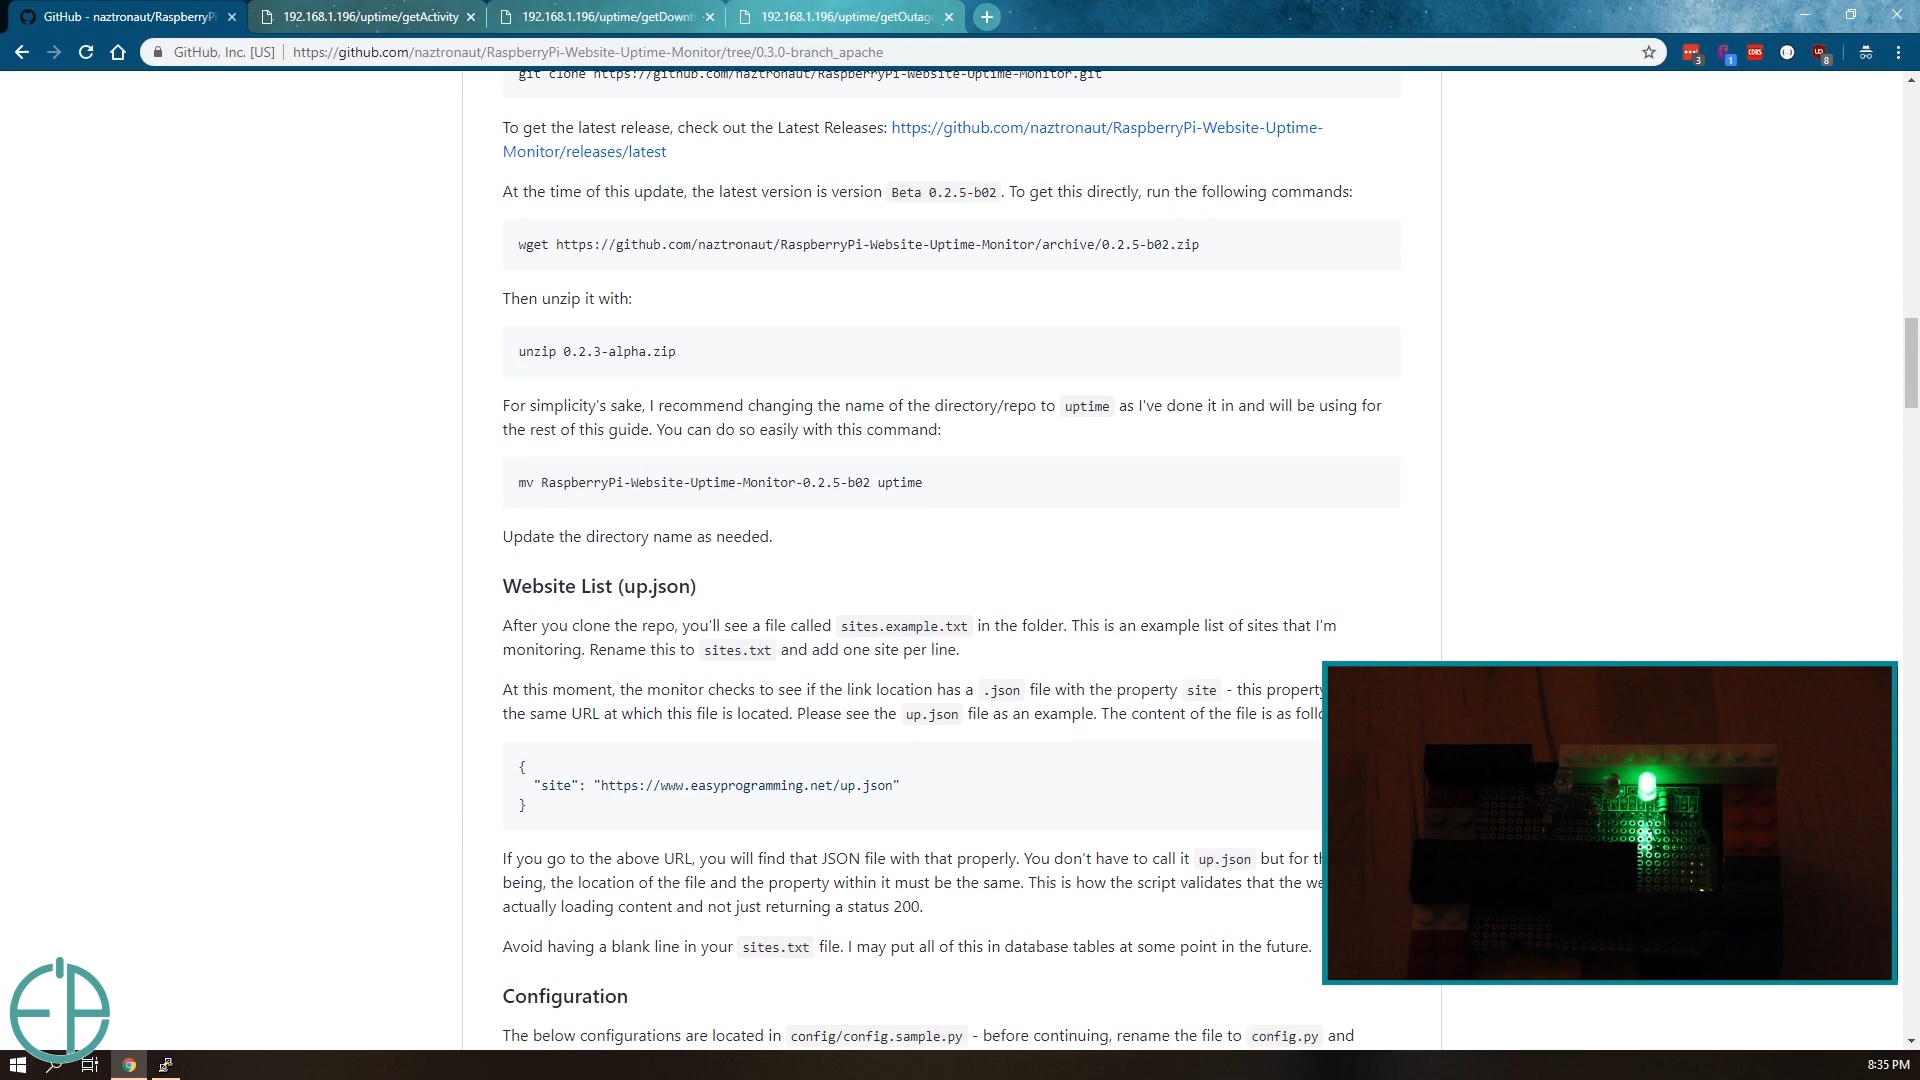 GitHub - naztronaut/RaspberryPi
192.168.1.196/uptime/getActivity
192.168.1.196/uptime/getDownti
192.168.1.196/uptime/getOutage
GitHub, Inc. [US] https://github.com/naztronaut/RaspberryPi-Website-Uptime-Monitor/tree/0.3.0-branch_apache
3 1 CORS UD 8
git clone https://github.com/naztronaut/RaspberryPi-Website-Uptime-Monitor.git
To get the latest release, check out the Latest Releases: https://github.com/naztronaut/RaspberryPi-Website-Uptime-
Monitor/releases/latest
At the time of this update, the latest version is version Beta 0.2.5-b02. To get this directly, run the following commands:
wget https://github.com/naztronaut/RaspberryPi-Website-Uptime-Monitor/archive/0.2.5-b02.zip
Then unzip it with:
unzip 0.2.3-alpha.zip
For simplicity's sake, I recommend changing the name of the directory/repo to uptime as I've done it in and will be using for
the rest of this guide. You can do so easily with this command:
mv RaspberryPi-Website-Uptime-Monitor-0.2.5-b02 uptime
Update the directory name as needed.
Website List (up.json)
After you clone the repo, you'll see a file called sites.example.txt in the folder. This is an example list of sites that I'm
monitoring. Rename this to sites.txt and add one site per line.
At this moment, the monitor checks to see if the link location has a .json file with the property site - this property
the same URL at which this file is located. Please see the up.json file as an example. The content of the file is as follo
{
"site": "https://www.easyprogramming.net/up.json"
}
If you go to the above URL, you will find that JSON file with that properly. You don't have to call it up.json but for th
being, the location of the file and the property within it must be the same. This is how the script validates that the we
actually loading content and not just returning a status 200.
Avoid having a blank line in your sites.txt file. I may put all of this in database tables at some point in the future.
Configuration
The below configurations are located in config/config.sample.py - before continuing, rename the file to config.py and
8:35 PM